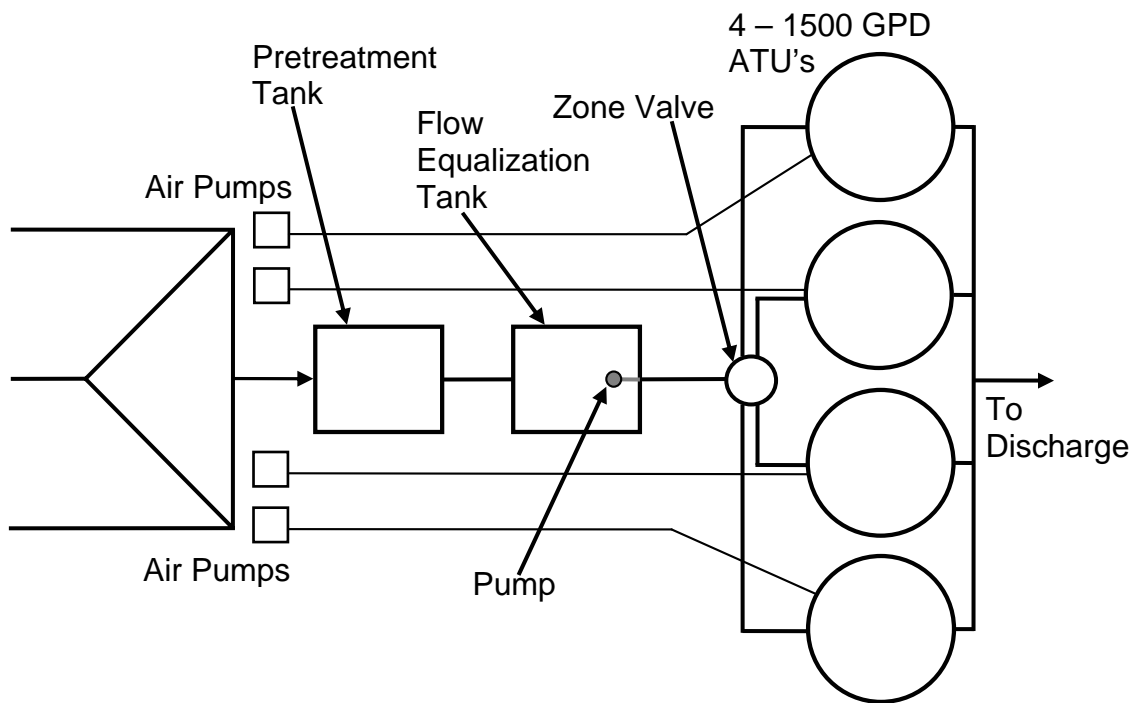 4 – 1500 GPD
ATU's
Pretreatment
Tank
Zone Valve
Flow
Equalization
Tank
Air Pumps
To
Discharge
Air Pumps
Pump